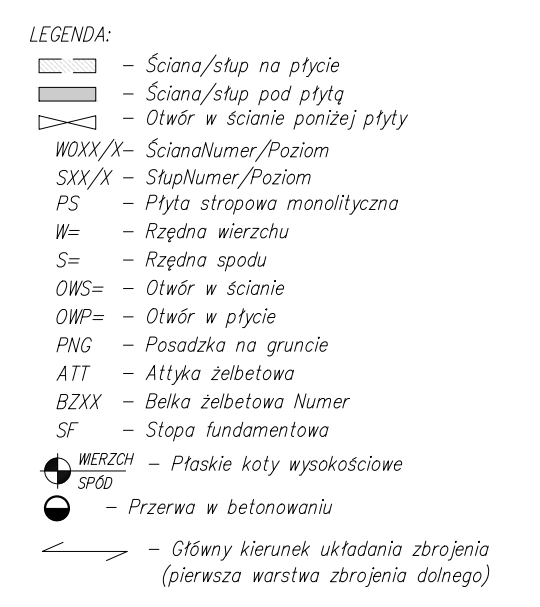 LEGENDA:
– Ściana/słup na płycie
– Ściana/słup pod płytą
– Otwór w ścianie poniżej płyty
WOXX/X– ŚcianaNumer/Poziom
SXX/X – SłupNumer/Poziom
PS – Płyta stropowa monolityczna
W= – Rzędna wierzchu
S= – Rzędna spodu
OWS= – Otwór w ścianie
OWP= – Otwór w płycie
PNG – Posadzka na gruncie
ATT – Attyka żelbetowa
BZXX – Belka żelbetowa Numer
SF – Stopa fundamentowa
WIERZCH – Płaskie koty wysokościowe
SPÓD
– Przerwa w betonowaniu
– Główny kierunek układania zbrojenia
(pierwsza warstwa zbrojenia dolnego)